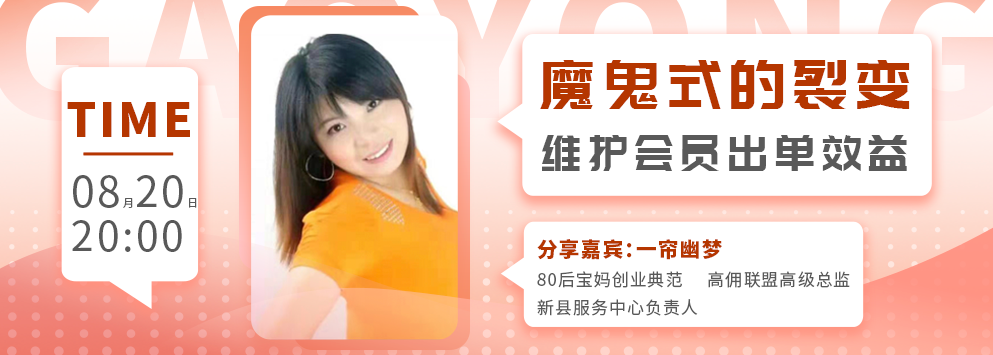 GAOYONG
TIME
08月20日
20:00
魔鬼式的裂变
维护会员出单效益
分享嘉宾:一帘幽梦
80后宝妈创业典范 高佣联盟高级总监
新县服务中心负责人